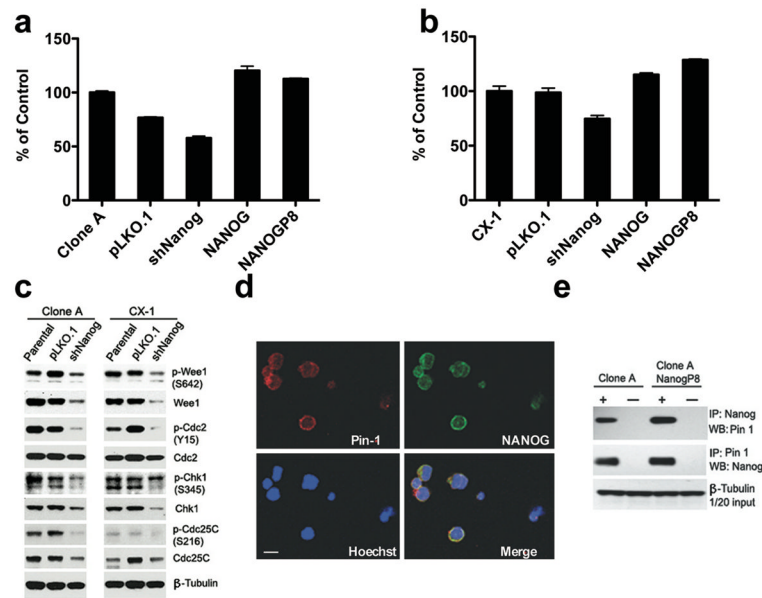 a
% of Control
150
100
50
0
Clone A
pLKO.1
shNanog
NANOG
NANOGP8
b
% of Control
150
100
50
0
CX-1
pLKO.1
shNanog
NANOG
NANOGP8
c
Clone A
CX-1
Parental
pLKO.1
shNanog
Parental
pLKO.1
shNanog
p-Wee1
(S642)
Wee1
p-Cdc2
(Y15)
Cdc2
p-Chk1
(S345)
Chk1
p-Cdc25C
(S216)
Cdc25C
β-Tubulin
d
Pin-1
NANOG
Hoechst
Merge
e
Clone A
Clone A
NanogP8
+ — + —
IP: Nanog
WB: Pin 1
IP: Pin 1
WB: Nanog
β-Tubulin
1/20 input